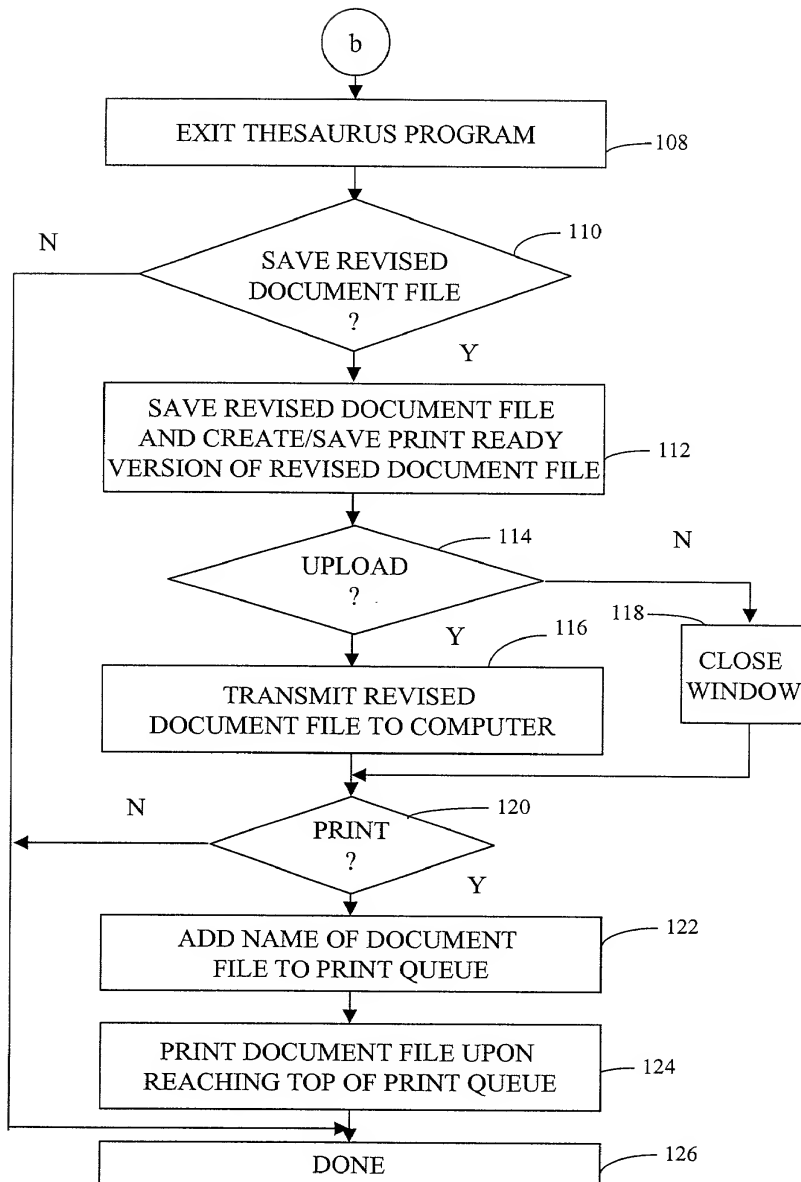 b
EXIT THESAURUS PROGRAM
108
N
110
SAVE REVISED
DOCUMENT FILE
?
Y
SAVE REVISED DOCUMENT FILE
AND CREATE/SAVE PRINT READY
VERSION OF REVISED DOCUMENT FILE
112
114
N
UPLOAD
?
Y
116
118
CLOSE
WINDOW
TRANSMIT REVISED
DOCUMENT FILE TO COMPUTER
N
120
PRINT
?
Y
ADD NAME OF DOCUMENT
FILE TO PRINT QUEUE
122
PRINT DOCUMENT FILE UPON
REACHING TOP OF PRINT QUEUE
124
DONE
126